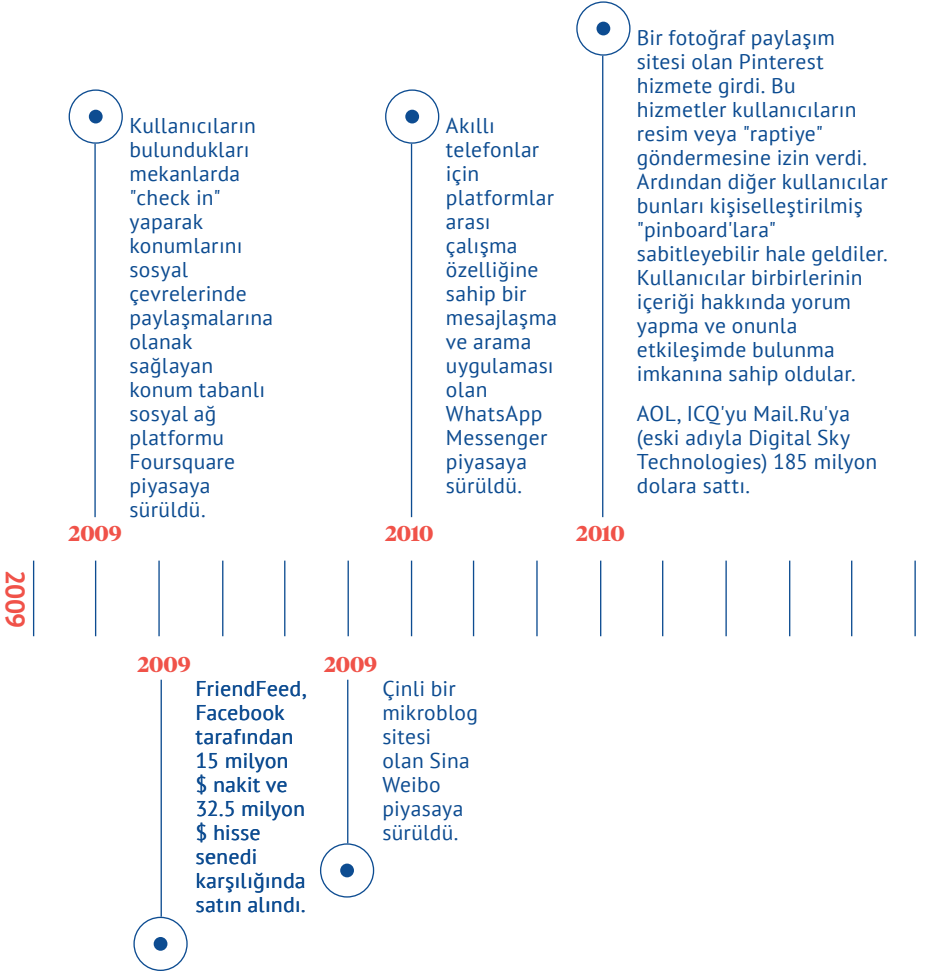 Kullanıcıların
bulundukları
mekanlarda
"check in"
yaparak
konumlarını
sosyal
çevrelerinde
paylaşmalarına
olanak
sağlayan
konum tabanlı
sosyal ağ
platformu
Foursquare
piyasaya
sürüldü.
2009
Akıllı
telefonlar
için
platformlar
arası
çalışma
özelliğine
sahip bir
mesajlaşma
ve arama
uygulaması
olan
WhatsApp
Messenger
piyasaya
sürüldü.
2010
Bir fotoğraf paylaşım
sitesi olan Pinterest
hizmete girdi. Bu
hizmetler kullanıcıların
resim veya "raptiye"
göndermesine izin verdi.
Ardından diğer kullanıcılar
bunları kişiselleştirilmiş
"pinboard'lara"
sabitleyebilir hale geldiler.
Kullanıcılar birbirlerinin
içeriği hakkında yorum
yapma ve onunla
etkileşimde bulunma
imkanına sahip oldular.
AOL, ICQ'yu Mail.Ru'ya
(eski adıyla Digital Sky
Technologies) 185 milyon
dolara sattı.
2010
2009
2009
FriendFeed,
Facebook
tarafından
15 milyon
$ nakit ve
32.5 milyon
$ hisse
senedi
karşılığında
satın alındı.
2009
Çinli bir
mikroblog
sitesi
olan Sina
Weibo
piyasaya
sürüldü.